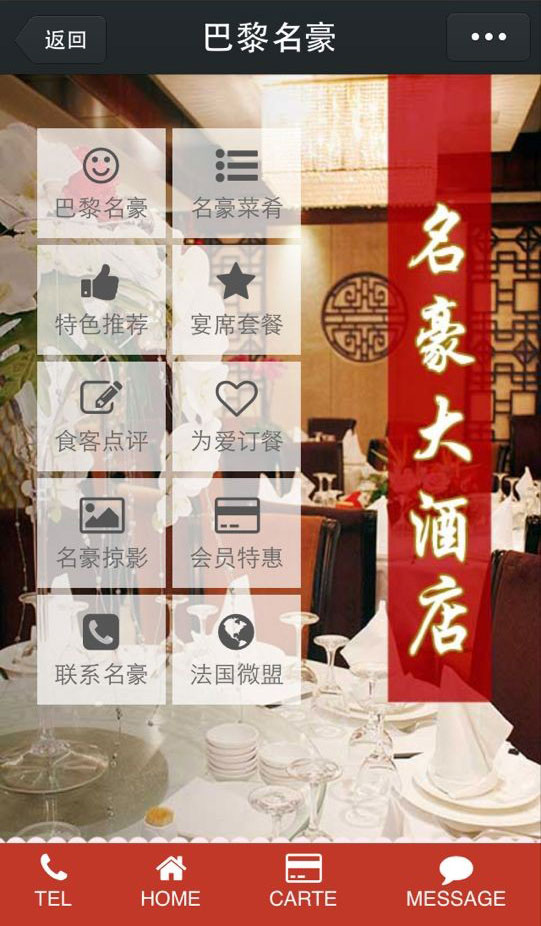 返回
巴黎名豪
巴黎名豪
名豪菜肴
特色推荐
宴席套餐
食客点评
为爱订餐
名豪掠影
会员特惠
联系名豪
法国微盟
名豪大酒店
TEL
HOME
CARTE
MESSAGE